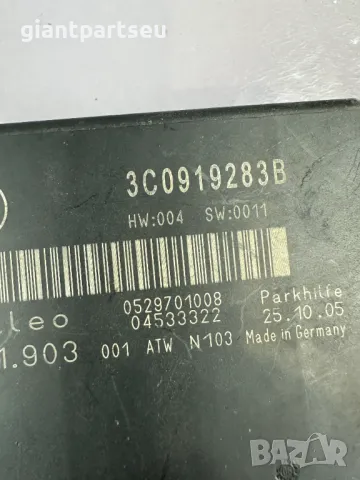 giantpartseu
3C0919283B
HW:004 SW:0011
0529701008 Parkhilfe
leo 04533322 25.10.05
1.903 001 ATW N103 Made in Germany
BAZAR